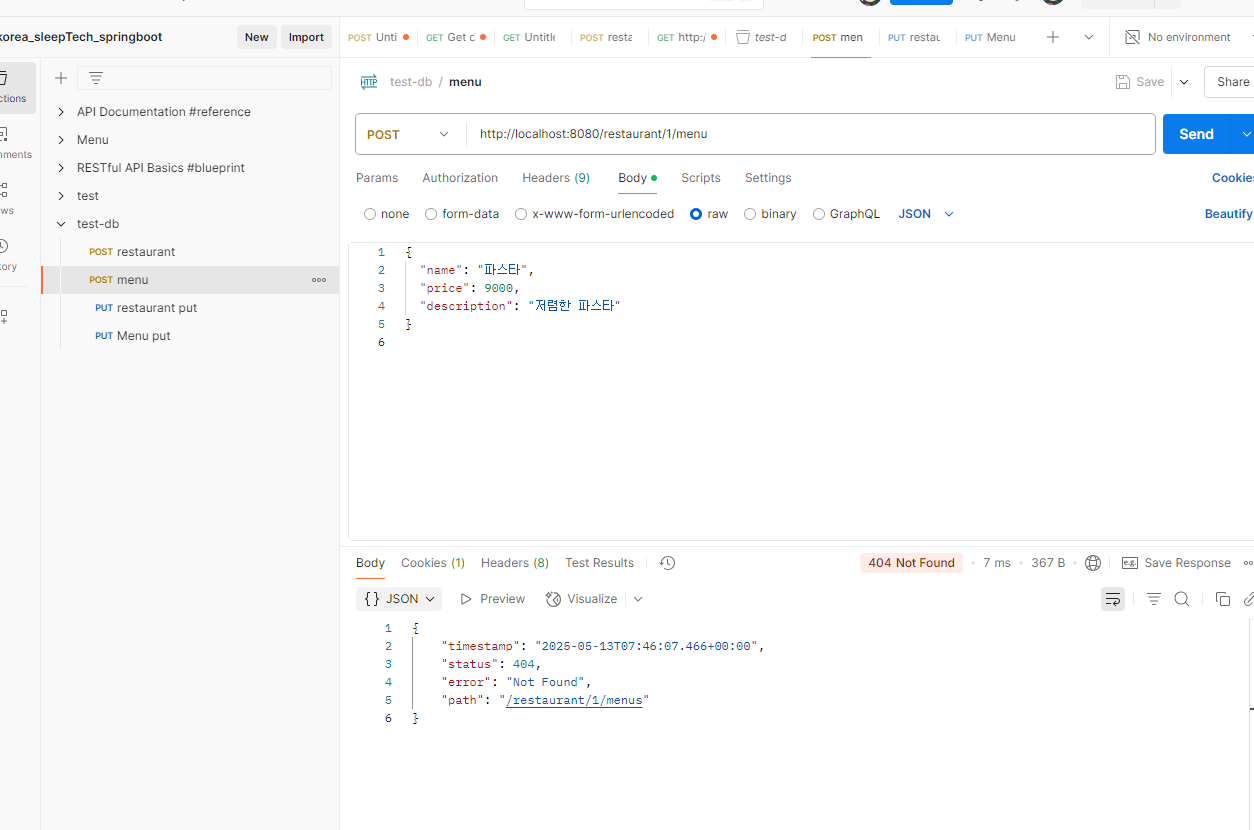 korea_sleepTech_springboot
New
Import
POST Unti
GET Get c
GET Untitle
POST resta
GET http:/
test-d
POST men
PUT restau
PUT Menu
No environment
API Documentation #reference
Menu
RESTful API Basics #blueprint
test
test-db
POST restaurant
POST menu
PUT restaurant put
PUT Menu put
HTTP
test-db / menu
Save
Share
POST
http://localhost:8080/restaurant/1/menu
Send
Params
Authorization
Headers (9)
Body
Scripts
Settings
Cookies
none
form-data
x-www-form-urlencoded
raw
binary
GraphQL
JSON
Beautify
1 {
2 "name": "파스타",
3 "price": 9000,
4 "description": "저렴한 파스타"
5 }
6
Body
Cookies (1)
Headers (8)
Test Results
404 Not Found
7 ms
367 B
e.g.
Save Response
{} JSON
Preview
Visualize
1 {
2 "timestamp": "2025-05-13T07:46:07.466+00:00",
3 "status": 404,
4 "error": "Not Found",
5 "path": "/restaurant/1/menus"
6 }